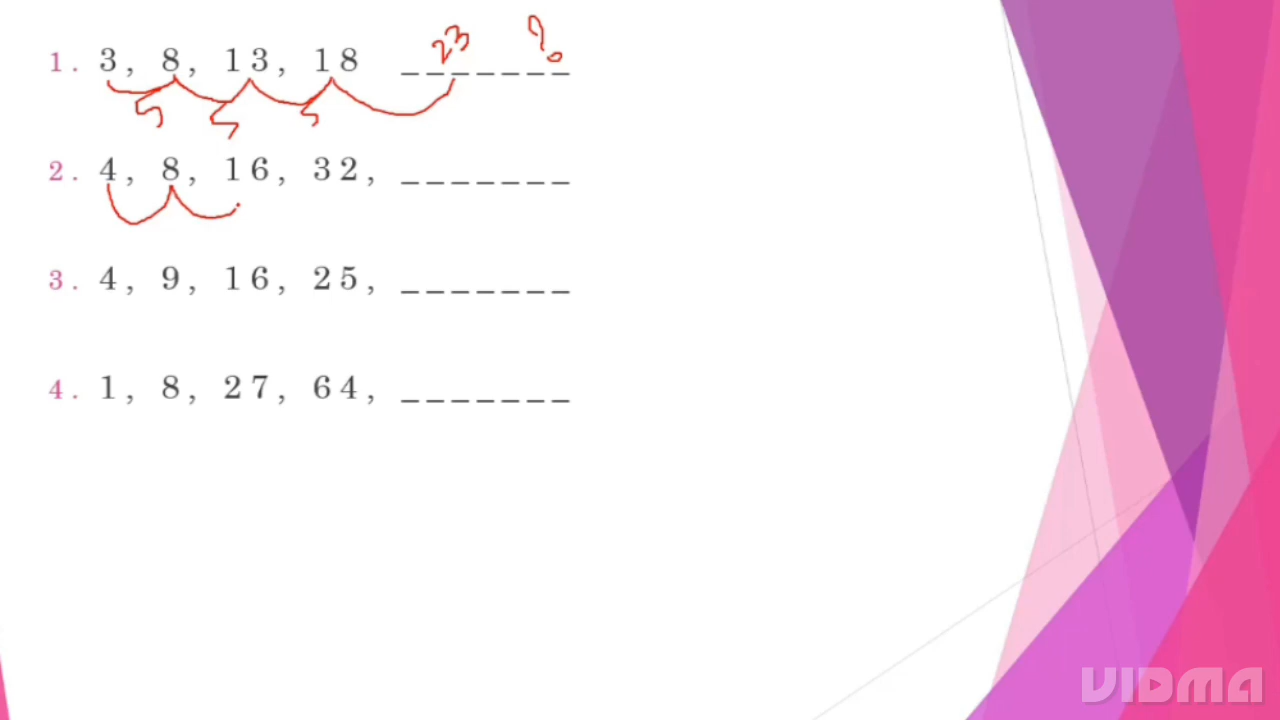 1. 3, 8, 13, 18 _______ 23 ?
5 5 5
2. 4, 8, 16, 32, _______
3. 4, 9, 16, 25, _______
4. 1, 8, 27, 64, _______
VIDMA